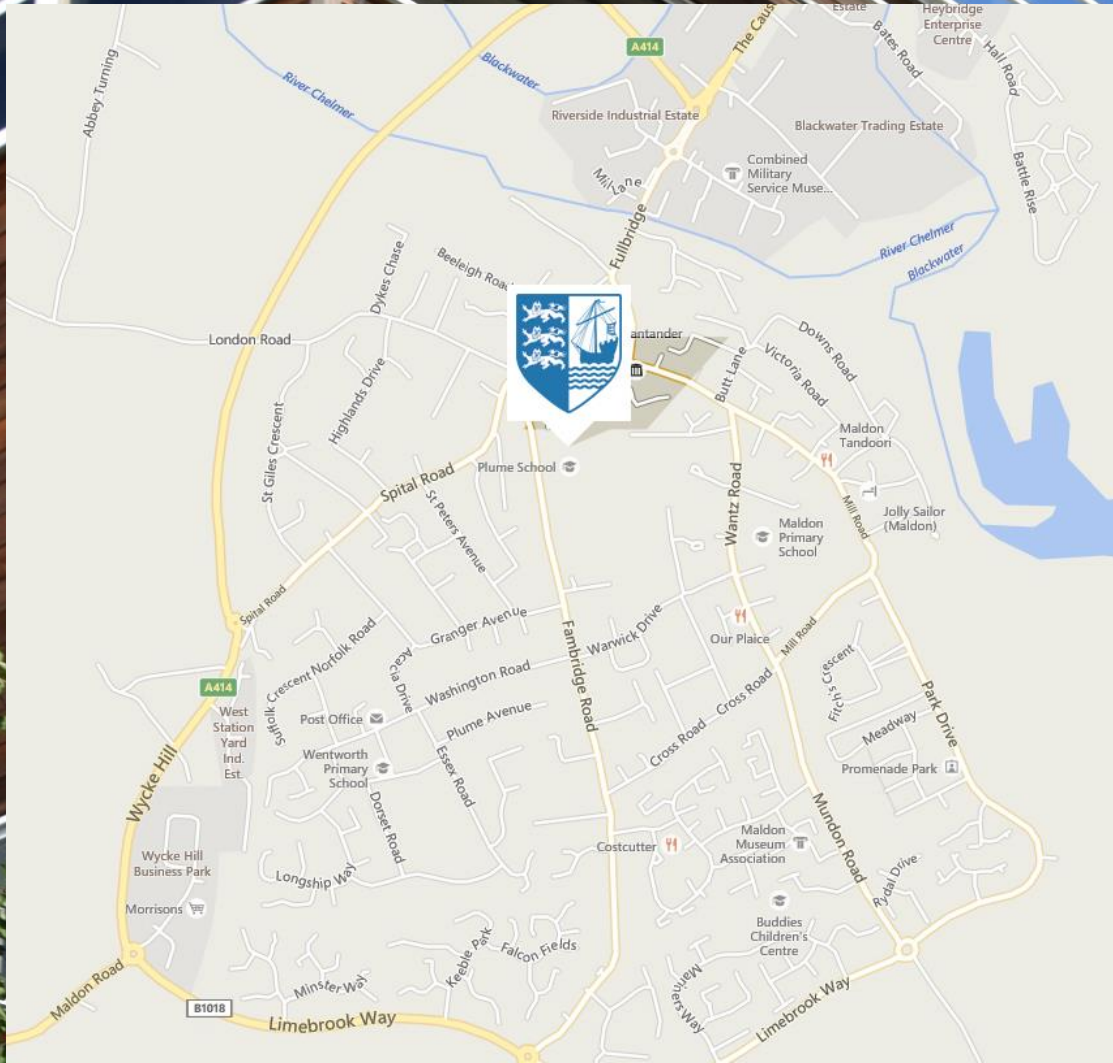 Estate
Heybridge
Enterprise
Centre
The Caus
A414
Bates Road
Hall Road
Abbey Turning
Blackwater
River Chelmer
Riverside Industrial Estate
Blackwater Trading Estate
Combined
Military
Service Muse...
Mill Lane
Battle Rise
Fullbridge
River Chelmer
Blackwater
Beeleigh Road
Dykes Chase
London Road
antander
Downs Road
Victoria Road
Butt Lane
Highlands Drive
St Giles Crescent
Maldon
Tandoori
Plume School
Spital Road
St Peters Avenue
Wantz Road
Mill Road
Jolly Sailor
(Maldon)
Maldon
Primary
School
Spital Road
Granger Avenue
Our Plaice
Mill Road
Warwick Drive
Norfolk Road
Suffolk Crescent
Acacia Drive
Washington Road
Fambridge Road
Cross Road
Fitch's Crescent
Park Drive
A414
West
Station
Yard
Ind.
Est.
Post Office
Plume Avenue
Meadway
Cross Road
Wentworth
Primary
School
Essex Road
Promenade Park
Wycke Hill
Dorset Road
Mundon Road
Costcutter
Maldon
Museum
Association
Wycke Hill
Business Park
Longship Way
Rydal Drive
Morrisons
Buddies
Children's
Centre
Keeble Park
Falcon Fields
Maldon Road
Minster Way
Mariners Way
B1018
Limebrook Way
Limebrook Way